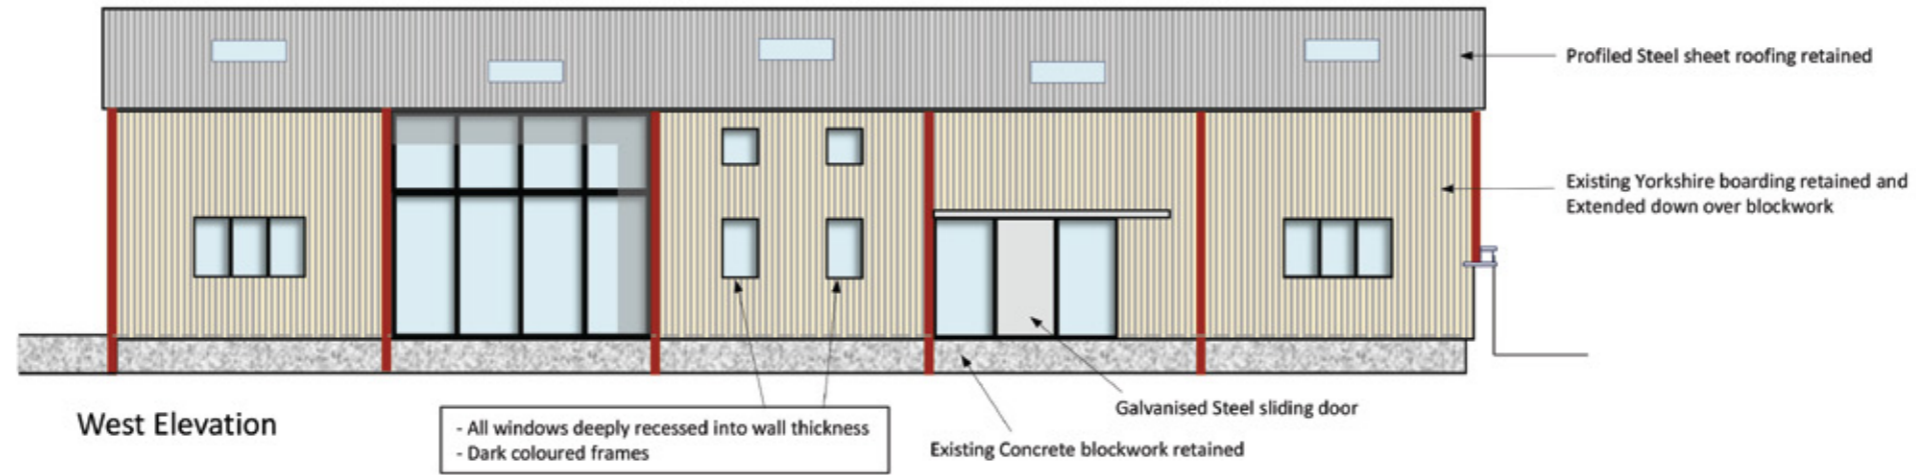 Profiled Steel sheet roofing retained
Existing Yorkshire boarding retained and
Extended down over blockwork
Galvanised Steel sliding door
West Elevation
- All windows deeply recessed into wall thickness
- Dark coloured frames
Existing Concrete blockwork retained